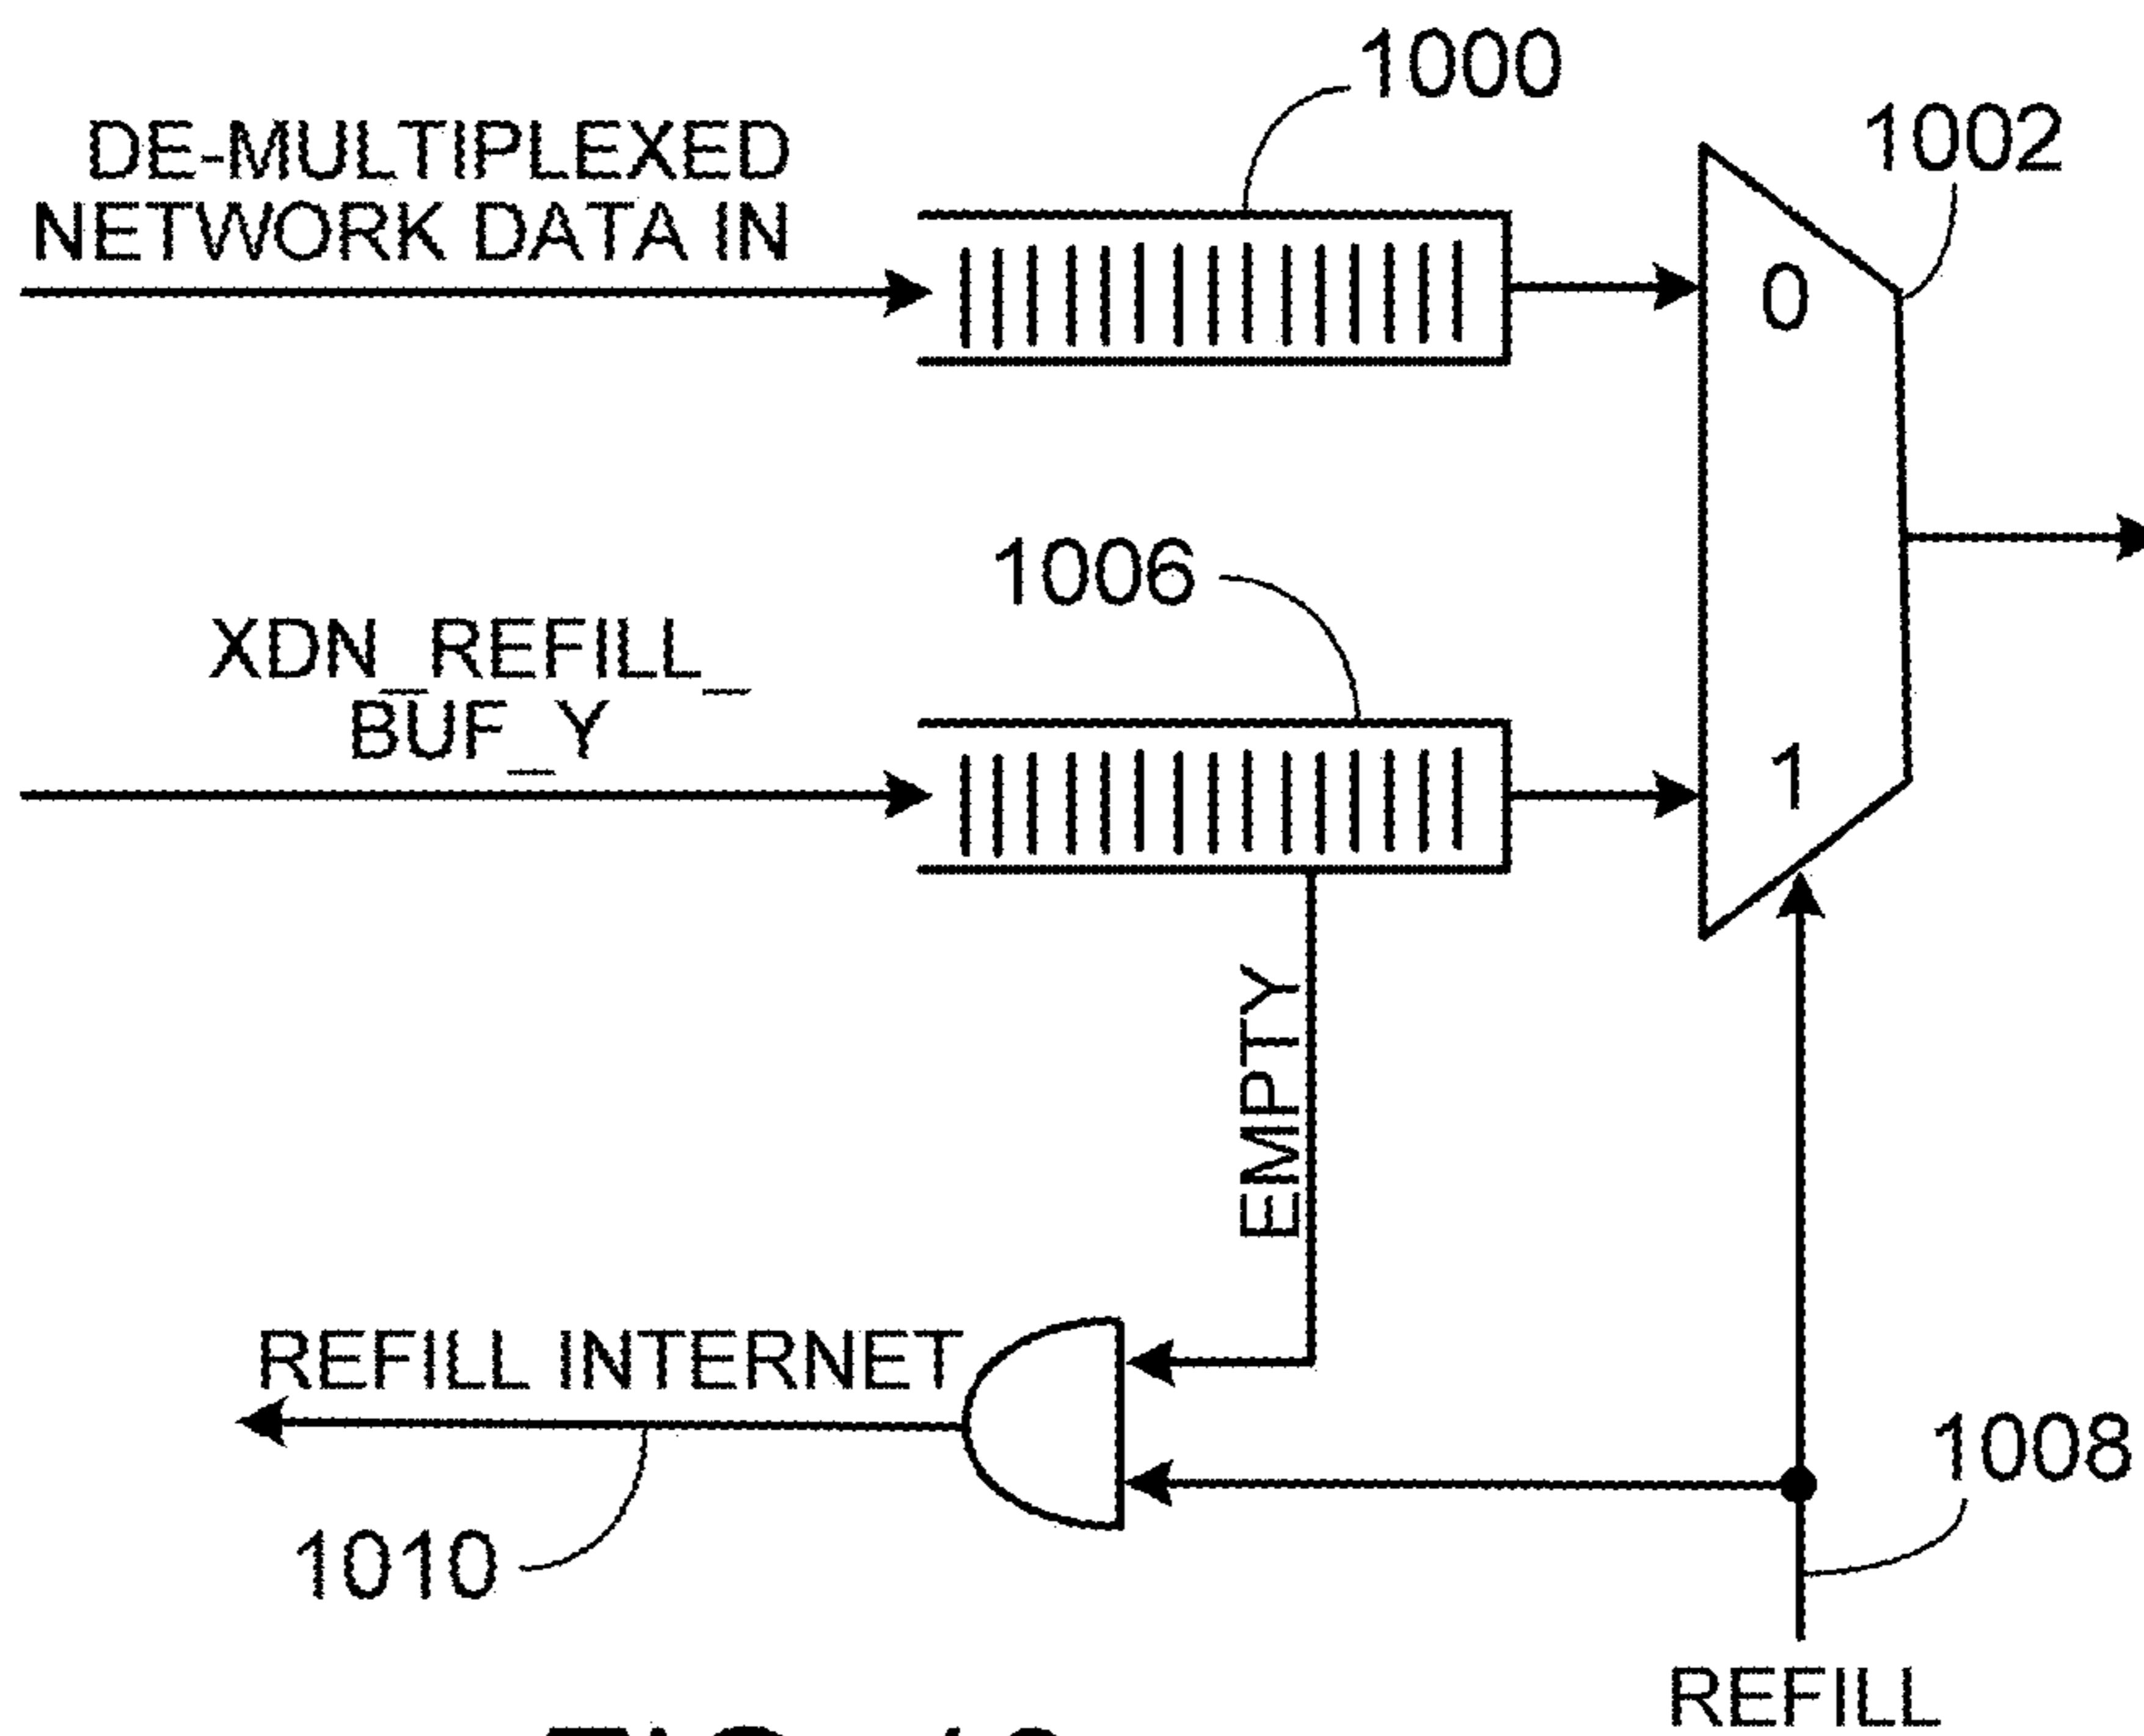 1000
1002
DE-MULTIPLEXED
NETWORK DATA IN
0
1006
XDN_REFILL_
BUF_Y
1
EMPTY
REFILL INTERNET
1008
1010
REFILL